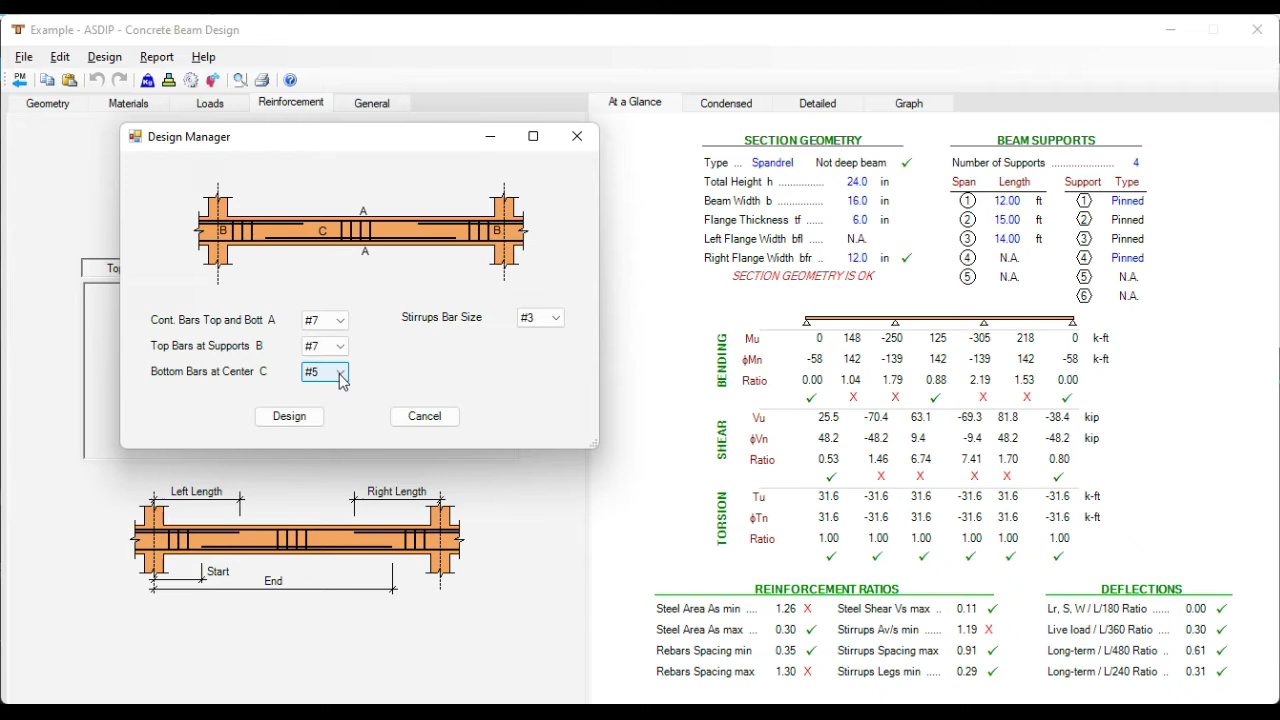 Example - ASDIP - Concrete Beam Design
File Edit Design Report Help
PM
Geometry Materials Loads Reinforcement General
At a Glance Condensed Detailed Graph
Design Manager
A
B C B
A
Cont. Bars Top and Bott A #7
Stirrups Bar Size #3
Top Bars at Supports B #7
Bottom Bars at Center C #5
Design Cancel
Left Length Right Length
Start
End
SECTION GEOMETRY
Type ... Spandrel Not deep beam ✓
Total Height h ............... 24.0 in
Beam Width b ............... 16.0 in
Flange Thickness tf ....... 6.0 in
Left Flange Width bfl ..... N.A.
Right Flange Width bfr .. 12.0 in ✓
SECTION GEOMETRY IS OK
BEAM SUPPORTS
Number of Supports ...................... 4
Span Length Support Type
1 12.00 ft 1 Pinned
2 15.00 ft 2 Pinned
3 14.00 ft 3 Pinned
4 N.A. 4 Pinned
5 N.A. 5 N.A.
6 N.A.
BENDING
Mu 0 148 -250 125 -305 218 0 k-ft
ϕMn -58 142 -139 142 -139 142 -58 k-ft
Ratio 0.00 1.04 1.79 0.88 2.19 1.53 0.00
✓ X X ✓ X X ✓
SHEAR
Vu 25.5 -70.4 63.1 -69.3 81.8 -38.4 kip
ϕVn 48.2 -48.2 9.4 -9.4 48.2 -48.2 kip
Ratio 0.53 1.46 6.74 7.41 1.70 0.80
✓ X X X X ✓
TORSION
Tu 31.6 -31.6 31.6 -31.6 31.6 -31.6 k-ft
ϕTn 31.6 -31.6 31.6 -31.6 31.6 -31.6 k-ft
Ratio 1.00 1.00 1.00 1.00 1.00 1.00
✓ ✓ ✓ ✓ ✓ ✓
REINFORCEMENT RATIOS
Steel Area As min .... 1.26 X Steel Shear Vs max .. 0.11 ✓
Steel Area As max ... 0.30 ✓ Stirrups Av/s min ...... 1.19 X
Rebars Spacing min 0.35 ✓ Stirrups Spacing max 0.91 ✓
Rebars Spacing max 1.30 X Stirrups Legs min ..... 0.29 ✓
DEFLECTIONS
Lr, S, W / L/180 Ratio ...... 0.00 ✓
Live load / L/360 Ratio .... 0.30 ✓
Long-term / L/480 Ratio .. 0.61 ✓
Long-term / L/240 Ratio .. 0.31 ✓